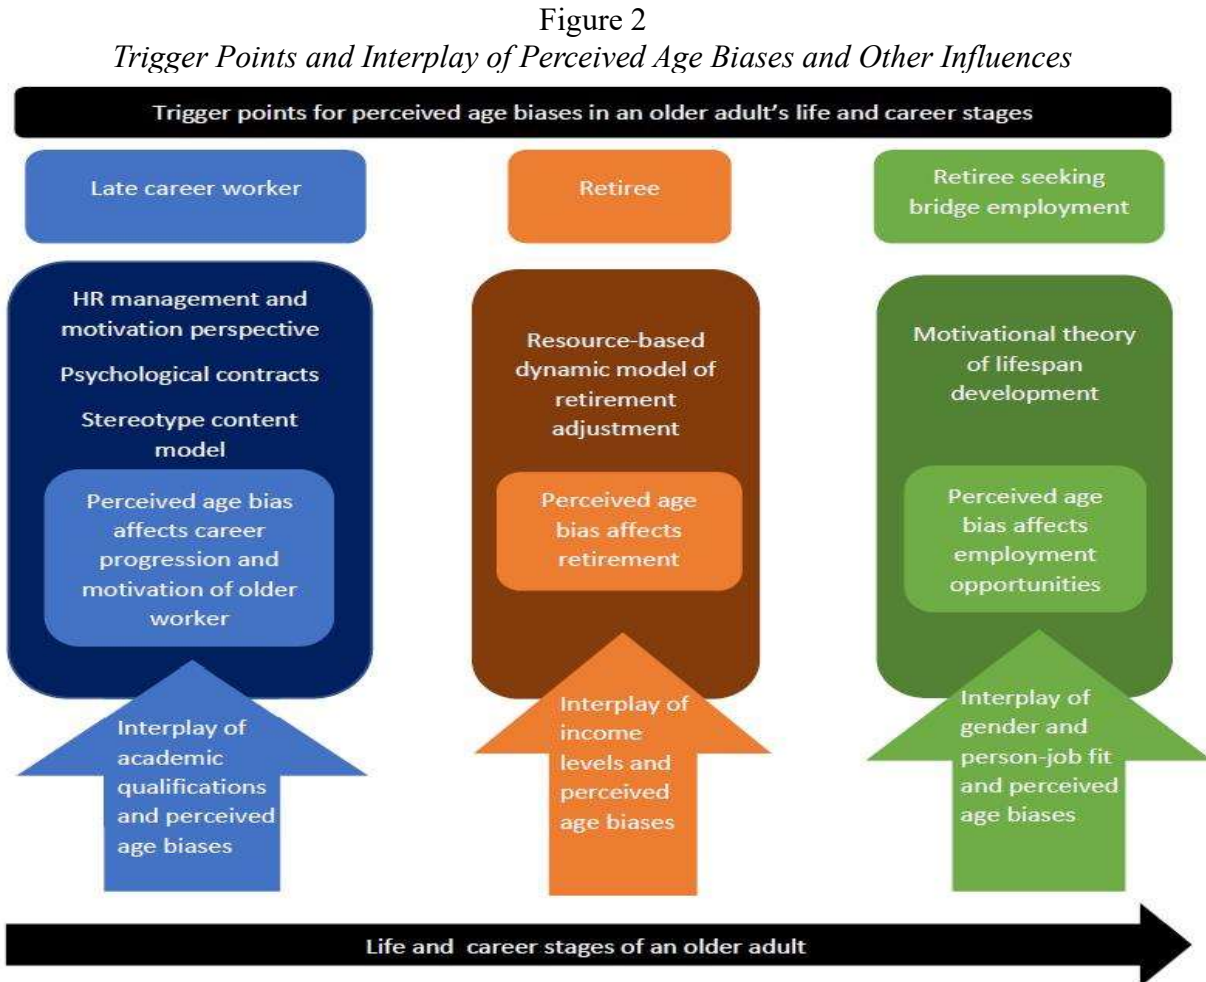 Figure 2
Trigger Points and Interplay of Perceived Age Biases and Other Influences
Trigger points for perceived age biases in an older adult's life and career stages
Late career worker
Retiree
Retiree seeking
bridge employment
HR management and
motivation perspective
Psychological contracts
Stereotype content
model
Perceived age bias
affects career
progression and
motivation of older
worker
Interplay of
academic
qualifications
and perceived
age biases
Resource-based
dynamic model of
retirement
adjustment
Perceived age
bias affects
retirement
Interplay of
income
levels and
perceived
age biases
Motivational theory
of lifespan
development
Perceived age
bias affects
employment
opportunities
Interplay of
gender and
person-job fit
and perceived
age biases
Life and career stages of an older adult